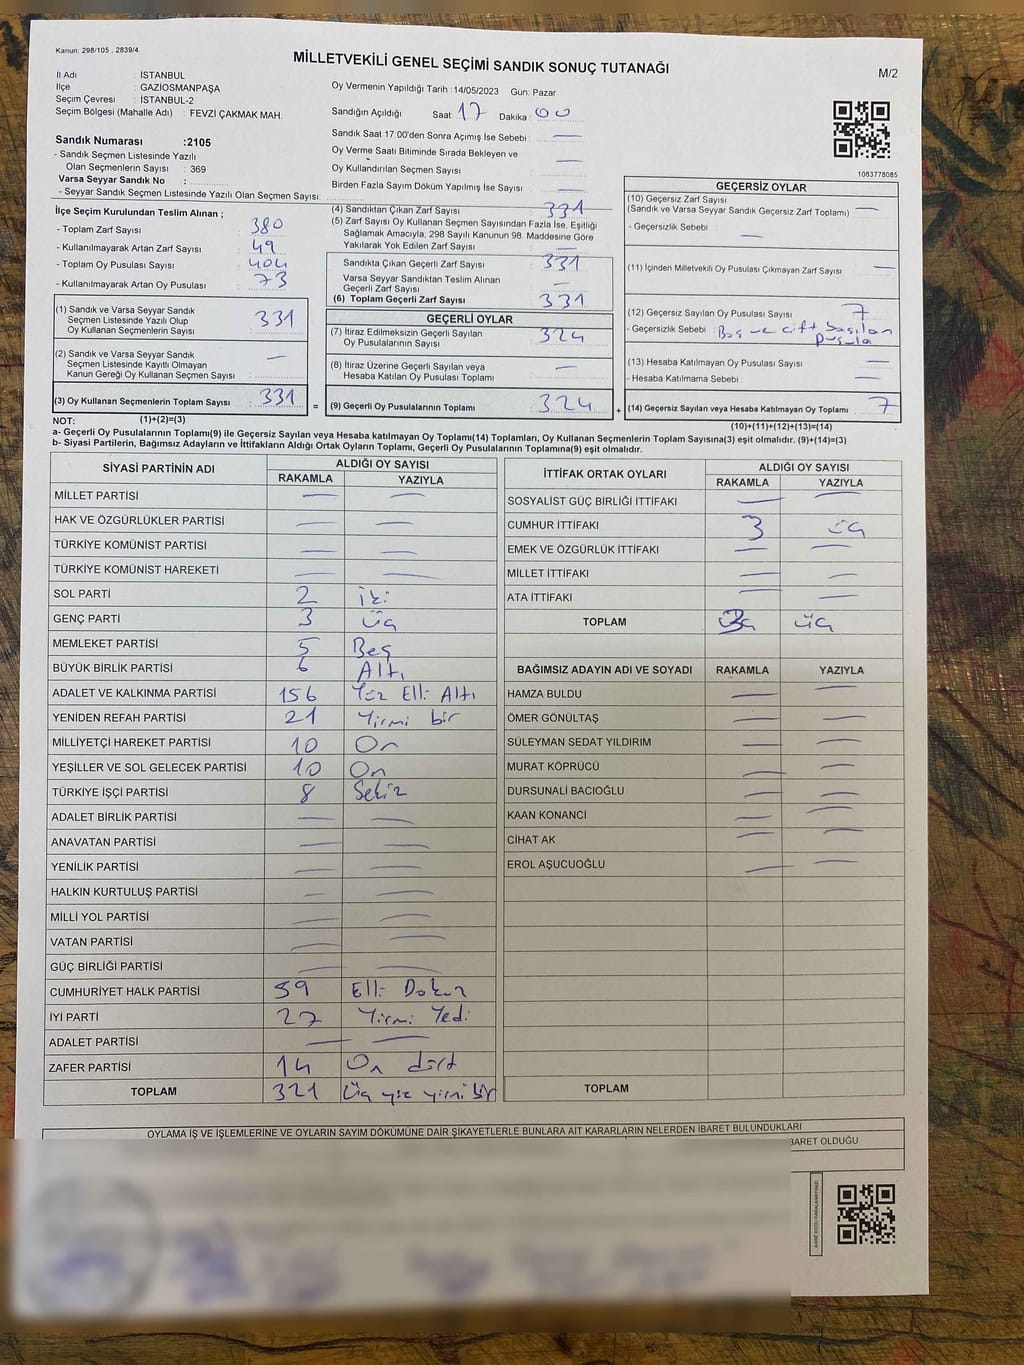 Kanun, 298/105 , 2839/4
MİLLETVEKİLİ GENEL SEÇİMİ SANDIK SONUÇ TUTANAĞI
M/2
İl Adı : İSTANBUL
İlçe : GAZİOSMANPAŞA
Seçim Çevresi : İSTANBUL-2
Seçim Bölgesi (Mahalle Adı) : FEVZİ ÇAKMAK MAH.
Oy Vermenin Yapıldığı Tarih : 14/05/2023 Gün: Pazar
Sandığın Açıldığı Saat 17 Dakika : 00
Sandık Saat 17:00'den Sonra Açımış İse Sebebi : —
Oy Verme Saati Bitiminde Sırada Bekleyen ve
Oy Kullandırılan Seçmen Sayısı : —
Birden Fazla Sayım Döküm Yapılmış İse Sayısı : —
Sandık Numarası :2105
- Sandık Seçmen Listesinde Yazılı
Olan Seçmenlerin Sayısı : 369
Varsa Seyyar Sandık No :
- Seyyar Sandık Seçmen Listesinde Yazılı Olan Seçmen Sayısı:
1083778085
İlçe Seçim Kurulundan Teslim Alınan ;
- Toplam Zarf Sayısı : 380
- Kullanılmayarak Artan Zarf Sayısı : 49
- Toplam Oy Pusulası Sayısı : 404
- Kullanılmayarak Artan Oy Pusulası : 73
(1) Sandık ve Varsa Seyyar Sandık
Seçmen Listesinde Yazılı Olup
Oy Kullanan Seçmenlerin Sayısı : 331
(2) Sandık ve Varsa Seyyar Sandık
Seçmen Listesinde Kayıtlı Olmayan
Kanun Gereği Oy Kullanan Seçmen Sayısı : —
(3) Oy Kullanan Seçmenlerin Toplam Sayısı : 331 =
(4) Sandıktan Çıkan Zarf Sayısı : 331
(5) Zarf Sayısı Oy Kullanan Seçmen Sayısından Fazla İse, Eşitliği
Sağlamak Amacıyla, 298 Sayılı Kanunun 98. Maddesine Göre
Yakılarak Yok Edilen Zarf Sayısı : —
Sandıkta Çıkan Geçerli Zarf Sayısı : 331
Varsa Seyyar Sandıktan Teslim Alınan
Geçerli Zarf Sayısı : —
(6) Toplam Geçerli Zarf Sayısı : 331
GEÇERLİ OYLAR
(7) İtiraz Edilmeksizin Geçerli Sayılan
Oy Pusulalarının Sayısı : 324
(8) İtiraz Üzerine Geçerli Sayılan veya
Hesaba Katılan Oy Pusulası Toplamı : —
(9) Geçerli Oy Pusulalarının Toplamı : 324 +
GEÇERSİZ OYLAR
(10) Geçersiz Zarf Sayısı
(Sandık ve Varsa Seyyar Sandık Geçersiz Zarf Toplamı) : —
- Geçersizlik Sebebi : —
(11) İçinden Milletvekili Oy Pusulası Çıkmayan Zarf Sayısı : —
(12) Geçersiz Sayılan Oy Pusulası Sayısı : 7
- Geçersizlik Sebebi : Boş ve çift basılan
pusula
(13) Hesaba Katılmayan Oy Pusulası Sayısı : —
- Hesaba Katılmama Sebebi : —
(14) Geçersiz Sayılan veya Hesaba Katılmayan Oy Toplamı : 7
NOT: (1)+(2)=(3)
(10)+(11)+(12)+(13)=(14)
a- Geçerli Oy Pusulaları Toplamı(9) ile Geçersiz Sayılan veya Hesaba katılmayan Oy Toplamı(14) Toplamları, Oy Kullanan Seçmenlerin Toplam Sayısına(3) eşit olmalıdır. (9)+(14)=(3)
b- Siyasi Partilerin, Bağımsız Adayların ve İttifakların Aldığı Ortak Oyların Toplamı, Geçerli Oy Pusulalarının Toplamına(9) eşit olmalıdır.
SİYASİ PARTİNİN ADI ALDIĞI OY SAYISI
RAKAMLA YAZIYLA
MİLLET PARTİSİ — —
HAK VE ÖZGÜRLÜKLER PARTİSİ — —
TÜRKİYE KOMÜNİST PARTİSİ — —
TÜRKİYE KOMÜNİST HAREKETİ — —
SOL PARTİ 2 iki
GENÇ PARTİ 3 üç
MEMLEKET PARTİSİ 5 Beş
BÜYÜK BİRLİK PARTİSİ 6 Altı
ADALET VE KALKINMA PARTİSİ 156 Yüz Elli Altı
YENİDEN REFAH PARTİSİ 21 Yirmi bir
MİLLİYETÇİ HAREKET PARTİSİ 10 On
YEŞİLLER VE SOL GELECEK PARTİSİ 10 On
TÜRKİYE İŞÇİ PARTİSİ 8 Sekiz
ADALET BİRLİK PARTİSİ — —
ANAVATAN PARTİSİ — —
YENİLİK PARTİSİ — —
HALKIN KURTULUŞ PARTİSİ — —
MİLLİ YOL PARTİSİ — —
VATAN PARTİSİ — —
GÜÇ BİRLİĞİ PARTİSİ — —
CUMHURİYET HALK PARTİSİ 59 Elli Dokuz
İYİ PARTİ 27 Yirmi Yedi
ADALET PARTİSİ — —
ZAFER PARTİSİ 14 On dört
TOPLAM 321 Üç yüz yirmi bir
İTTİFAK ORTAK OYLARI ALDIĞI OY SAYISI
RAKAMLA YAZIYLA
SOSYALİST GÜÇ BİRLİĞİ İTTİFAKI — —
CUMHUR İTTİFAKI 3 üç
EMEK VE ÖZGÜRLÜK İTTİFAKI — —
MİLLET İTTİFAKI — —
ATA İTTİFAKI — —
TOPLAM 3 üç
BAĞIMSIZ ADAYIN ADI VE SOYADI RAKAMLA YAZIYLA
HAMZA BULDU — —
ÖMER GÖNÜLTAŞ — —
SÜLEYMAN SEDAT YILDIRIM — —
MURAT KÖPRÜCÜ — —
DURSUNALİ BACIOĞLU — —
KAAN KONANCİ — —
CİHAT AK — —
EROL AŞUCUOĞLU — —
TOPLAM
OYLAMA İŞ VE İŞLEMLERİNE VE OYLARIN SAYIM DÖKÜMÜNE DAİR ŞİKAYETLERLE BUNLARA AİT KARARLARIN NELERDEN İBARET BULUNDUKLARI
BARET OLDUĞU